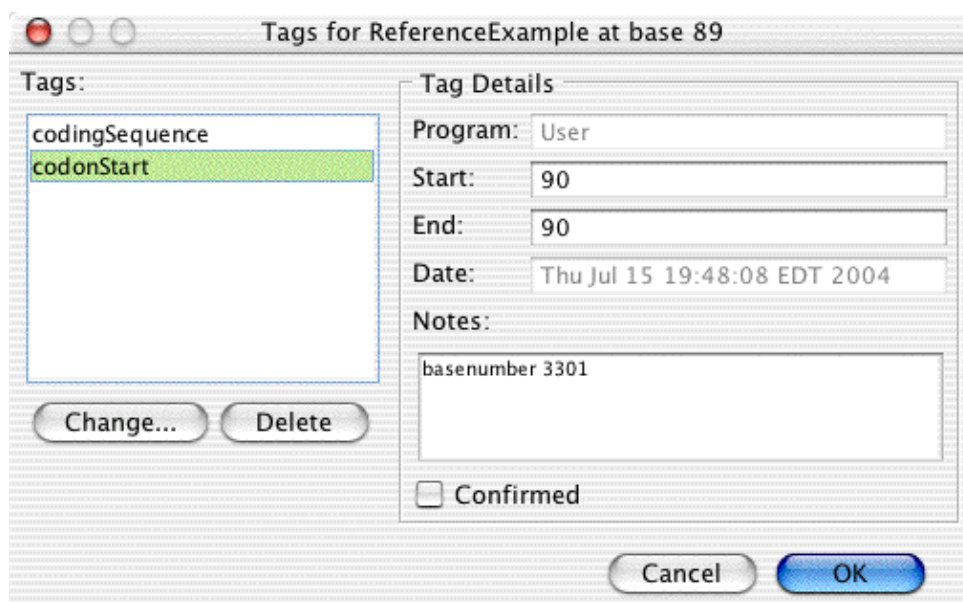 Tags for ReferenceExample at base 89
Tags:
codingSequence
codonStart
Change...
Delete
Tag Details
Program: User
Start: 90
End: 90
Date: Thu Jul 15 19:48:08 EDT 2004
Notes:
basenumber 3301
Confirmed
Cancel
OK